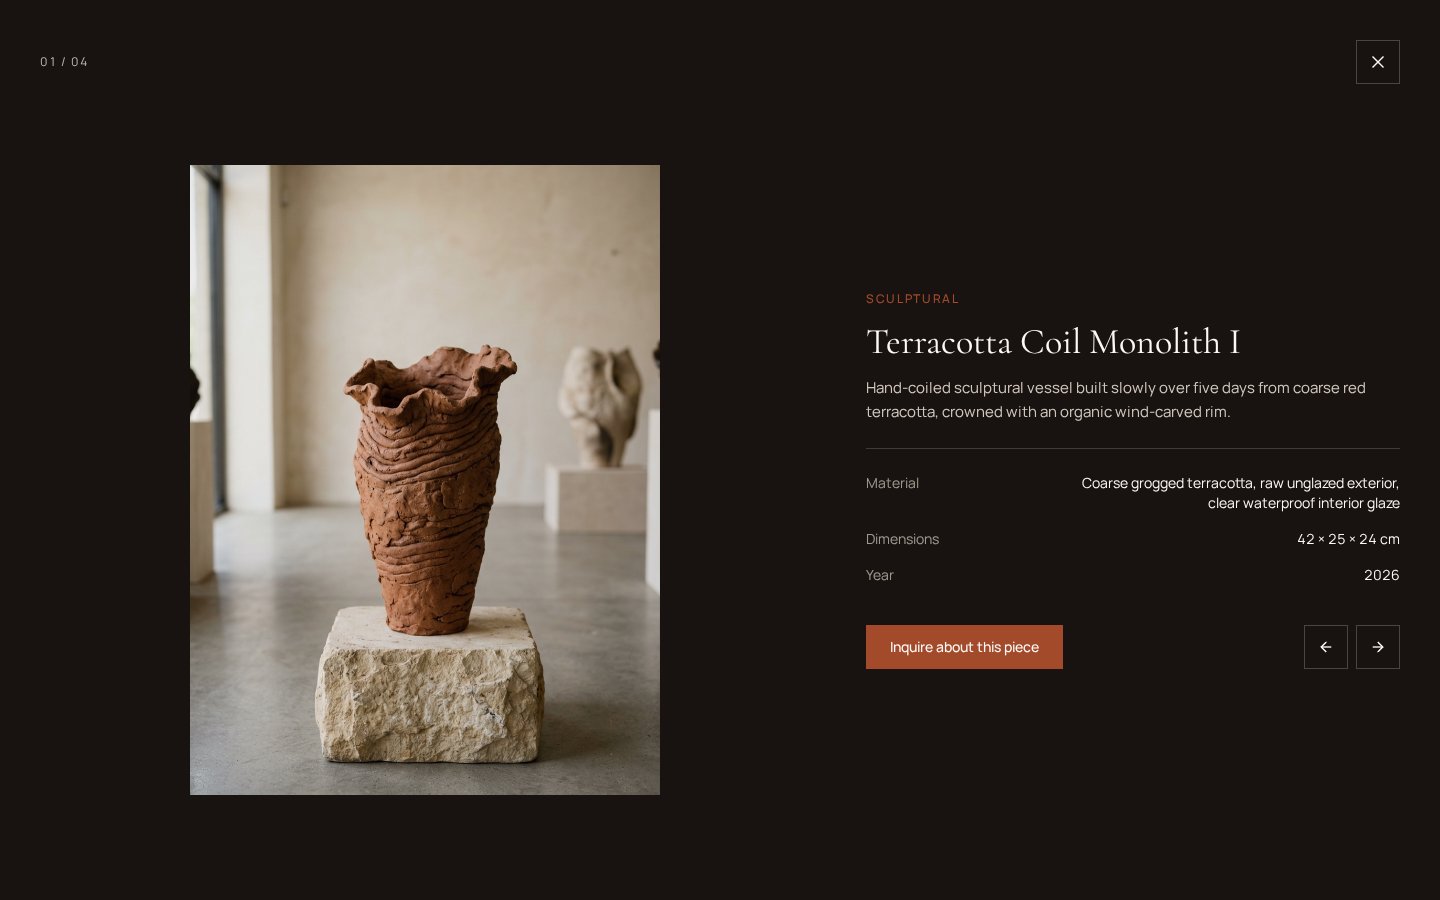 01 / 04
SCULPTURAL
Terracotta Coil Monolith I
Hand-coiled sculptural vessel built slowly over five days from coarse red
terracotta, crowned with an organic wind-carved rim.
Material
Coarse grogged terracotta, raw unglazed exterior,
clear waterproof interior glaze
Dimensions
42 × 25 × 24 cm
Year
2026
Inquire about this piece